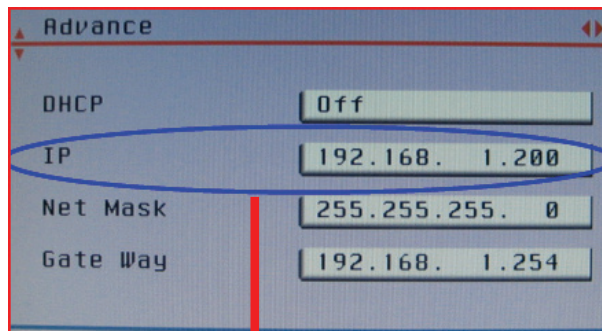 Advance
DHCP Off
IP 192.168. 1.200
Net Mask 255.255.255. 0
Gate Way 192.168. 1.254